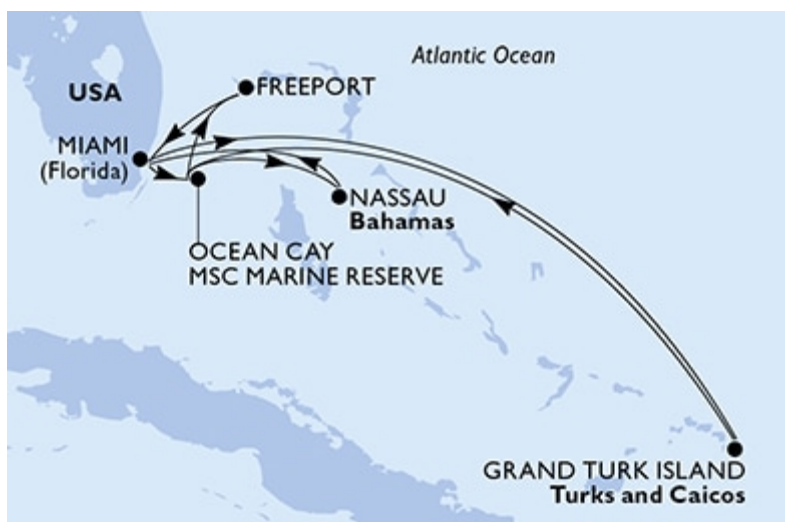 Atlantic Ocean
FREEPORT
USA
MIAMI
(Florida)
NASSAU
Bahamas
OCEAN CAY
MSC MARINE RESERVE
GRAND TURK ISLAND
Turks and Caicos